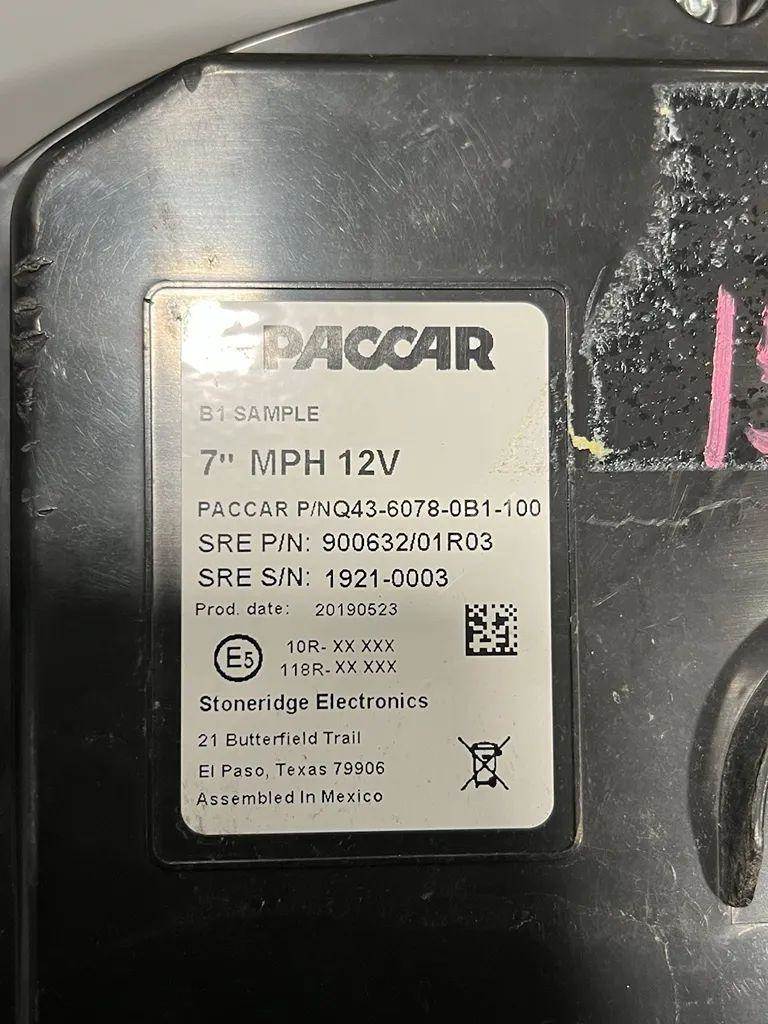 PACCAR
B1 SAMPLE
7" MPH 12V
PACCAR P/NQ43-6078-0B1-100
SRE P/N: 900632/01R03
SRE S/N: 1921-0003
Prod. date: 20190523
E5
10R- XX XXX
118R- XX XXX
Stoneridge Electronics
21 Butterfield Trail
El Paso, Texas 79906
Assembled In Mexico